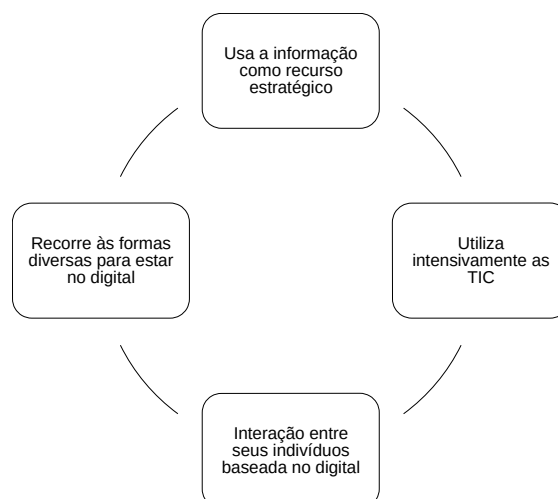 Usa a informação
como recurso
estratégico
Utiliza
intensivamente as
TIC
Interação entre
seus indivíduos
baseada no digital
Recorre às formas
diversas para estar
no digital